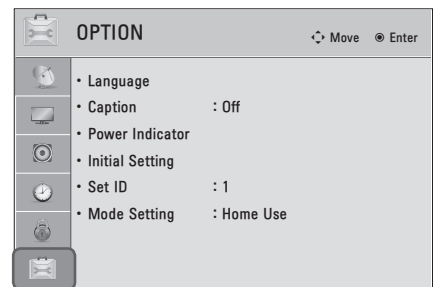 OPTION Move Enter
• Language
• Caption : Off
• Power Indicator
• Initial Setting
• Set ID : 1
• Mode Setting : Home Use